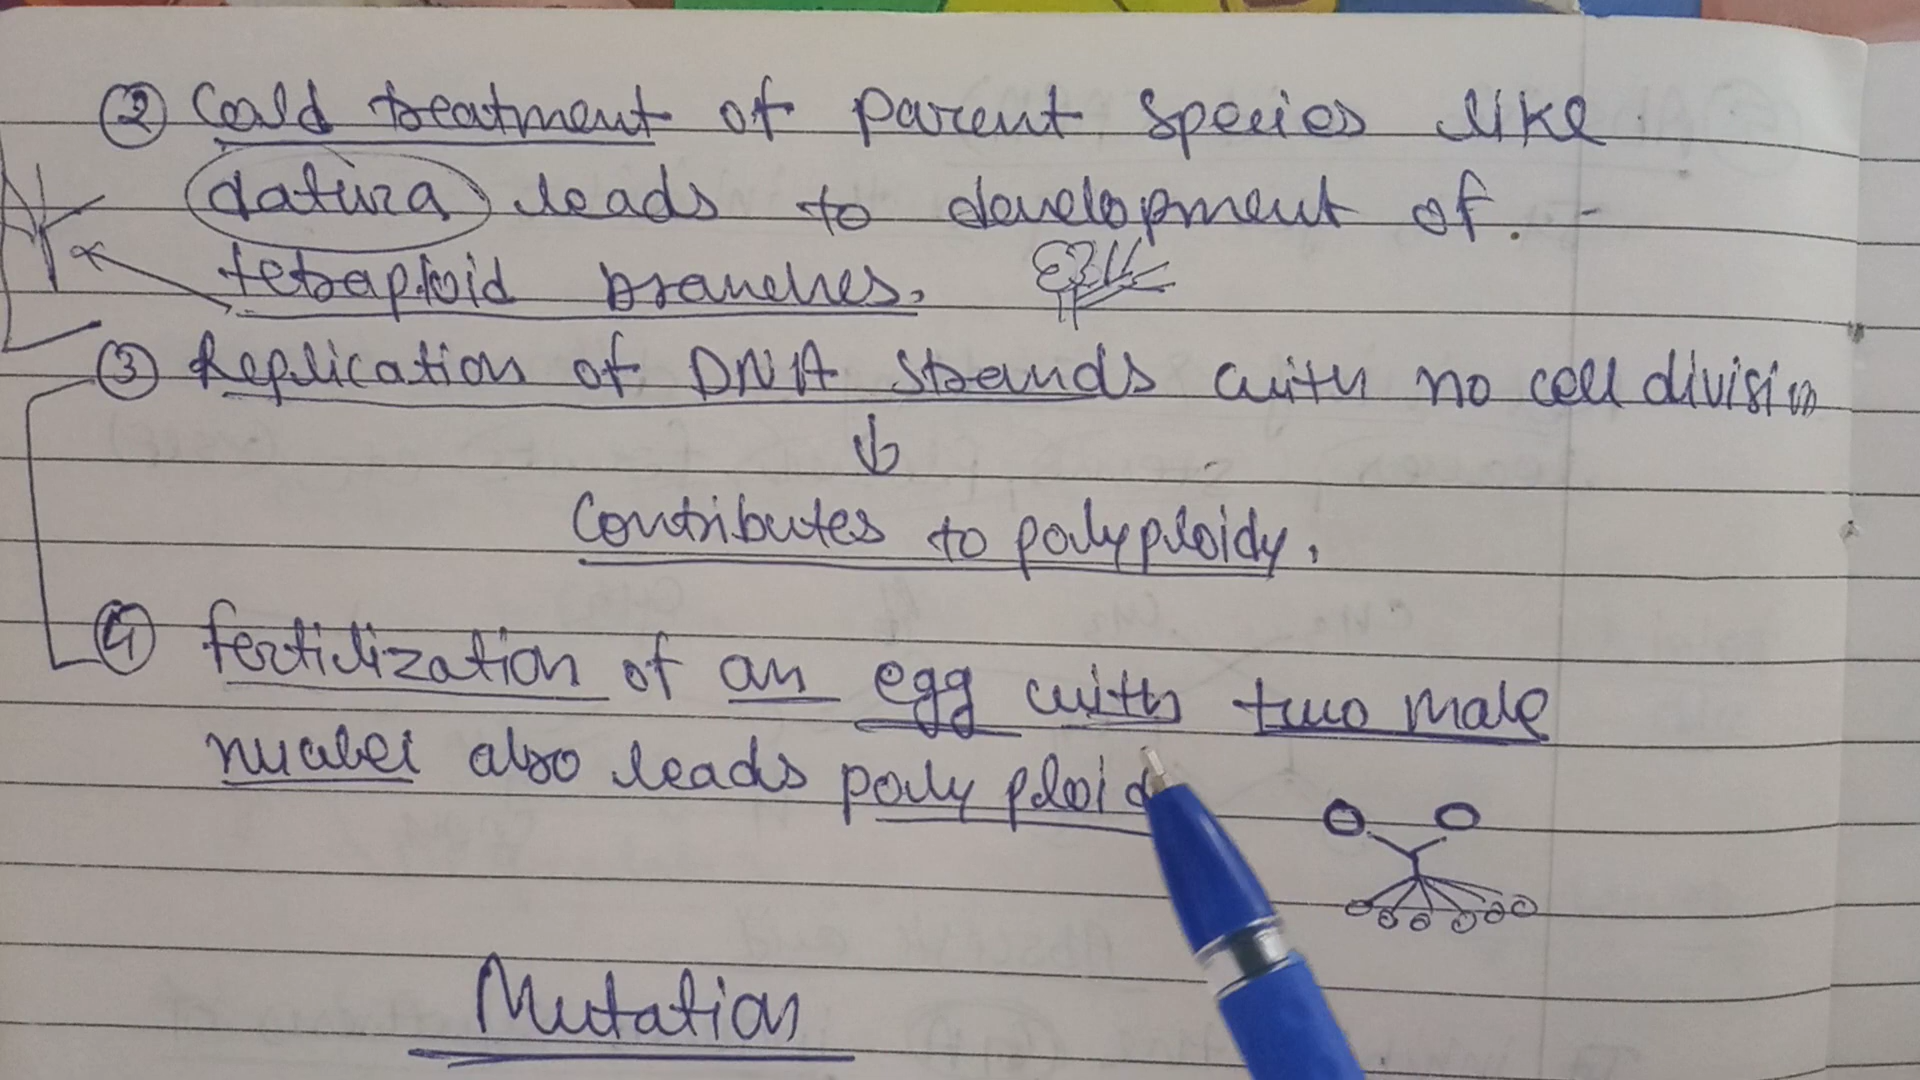 ② Cold treatment of parent species like
datura leads to development of. -
tetraploid branches.
③ Replication of DNA strands with no cell division
Contributes to polyploidy.
④ fertilization of an egg with two male
nuclei also leads poly ploid
Mutation